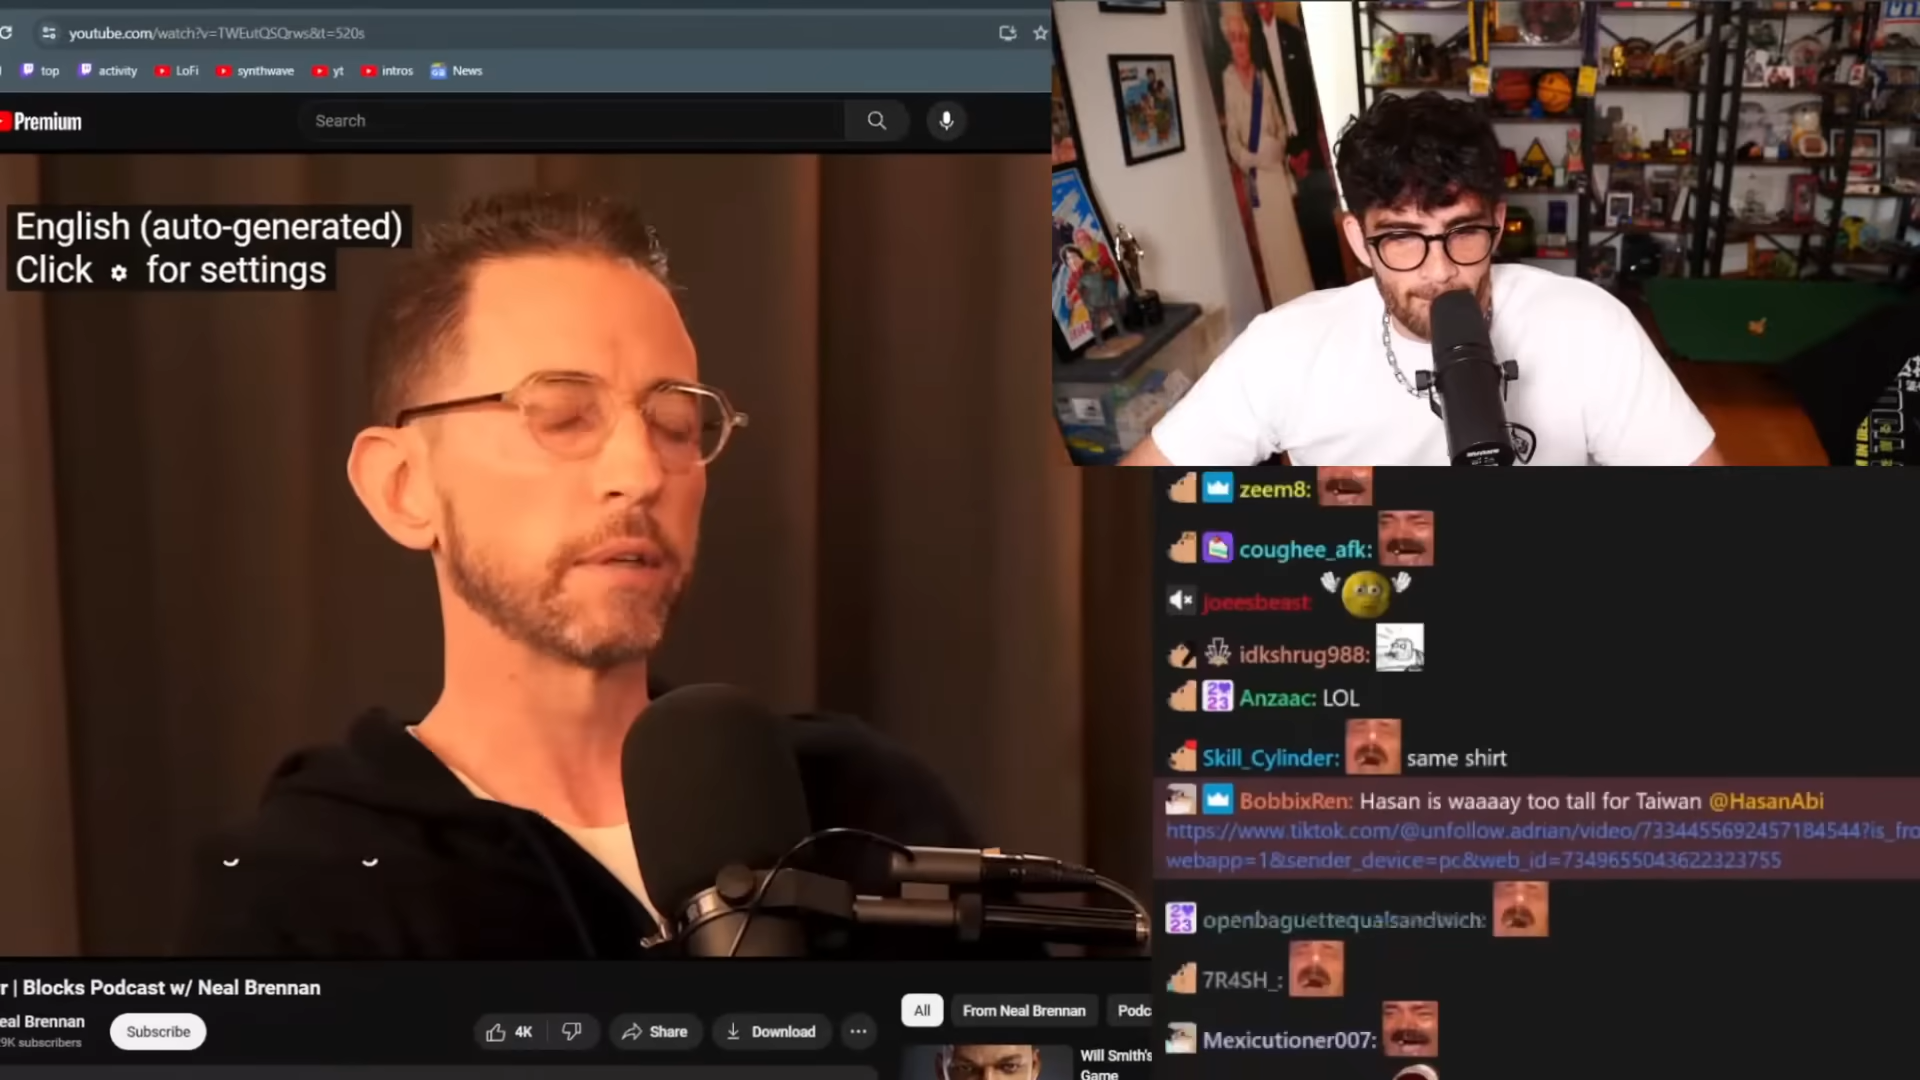 youtube.com/watch?v=TWEutQSQrws&t=520s
top
activity
LoFi
synthwave
yt
intros
News
Premium
Search
English (auto-generated)
Click for settings
zeem8:
coughee_afk:
joeesbeast:
idkshrug988:
Anzaac: LOL
Skill_Cylinder: same shirt
BobbixRen: Hasan is waaaay too tall for Taiwan @HasanAbi
https://www.tiktok.com/@unfollow.adrian/video/7334455692457184544?is_fro
webapp=1&sender_device=pc&web_id=7349655043622323755
openbaguettequalsandwich:
7R4SH_:
Mexicutioner007:
r | Blocks Podcast w/ Neal Brennan
eal Brennan
9K subscribers
Subscribe
4K
Share
Download
All
From Neal Brennan
Podc
Will Smith's
Game